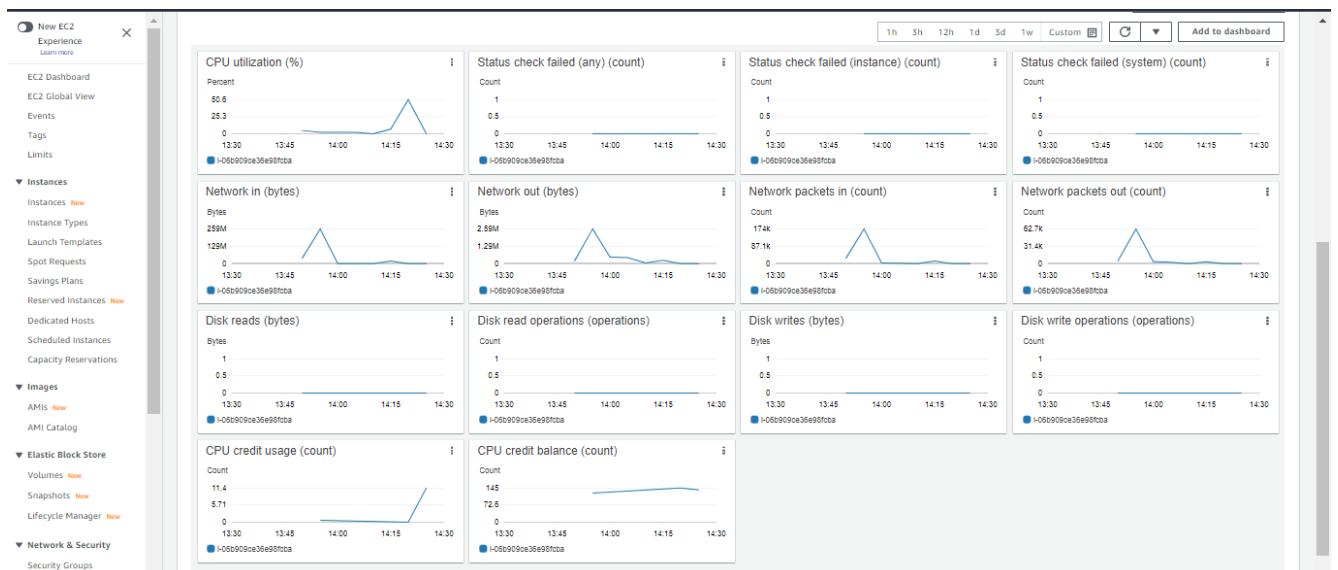 New EC2
Experience
Learn more
EC2 Dashboard
EC2 Global View
Events
Tags
Limits
Instances
Instances New
Instance Types
Launch Templates
Spot Requests
Savings Plans
Reserved Instances New
Dedicated Hosts
Scheduled Instances
Capacity Reservations
Images
AMIs New
AMI Catalog
Elastic Block Store
Volumes New
Snapshots New
Lifecycle Manager New
Network & Security
Security Groups
1h 3h 12h 1d 3d 1w Custom
Add to dashboard
CPU utilization (%)
Percent
50.6
25.3
0
13:30 13:45 14:00 14:15 14:30
i-06b909ce36e98fcba
Status check failed (any) (count)
Count
1
0.5
0
13:30 13:45 14:00 14:15 14:30
i-06b909ce36e98fcba
Status check failed (instance) (count)
Count
1
0.5
0
13:30 13:45 14:00 14:15 14:30
i-06b909ce36e98fcba
Status check failed (system) (count)
Count
1
0.5
0
13:30 13:45 14:00 14:15 14:30
i-06b909ce36e98fcba
Network in (bytes)
Bytes
259M
129M
0
13:30 13:45 14:00 14:15 14:30
i-06b909ce36e98fcba
Network out (bytes)
Bytes
2.59M
1.29M
0
13:30 13:45 14:00 14:15 14:30
i-06b909ce36e98fcba
Network packets in (count)
Count
174k
87.1k
0
13:30 13:45 14:00 14:15 14:30
i-06b909ce36e98fcba
Network packets out (count)
Count
62.7k
31.4k
0
13:30 13:45 14:00 14:15 14:30
i-06b909ce36e98fcba
Disk reads (bytes)
Bytes
1
0.5
0
13:30 13:45 14:00 14:15 14:30
i-06b909ce36e98fcba
Disk read operations (operations)
Count
1
0.5
0
13:30 13:45 14:00 14:15 14:30
i-06b909ce36e98fcba
Disk writes (bytes)
Bytes
1
0.5
0
13:30 13:45 14:00 14:15 14:30
i-06b909ce36e98fcba
Disk write operations (operations)
Count
1
0.5
0
13:30 13:45 14:00 14:15 14:30
i-06b909ce36e98fcba
CPU credit usage (count)
Count
11.4
5.71
0
13:30 13:45 14:00 14:15 14:30
i-06b909ce36e98fcba
CPU credit balance (count)
Count
145
72.6
0
13:30 13:45 14:00 14:15 14:30
i-06b909ce36e98fcba